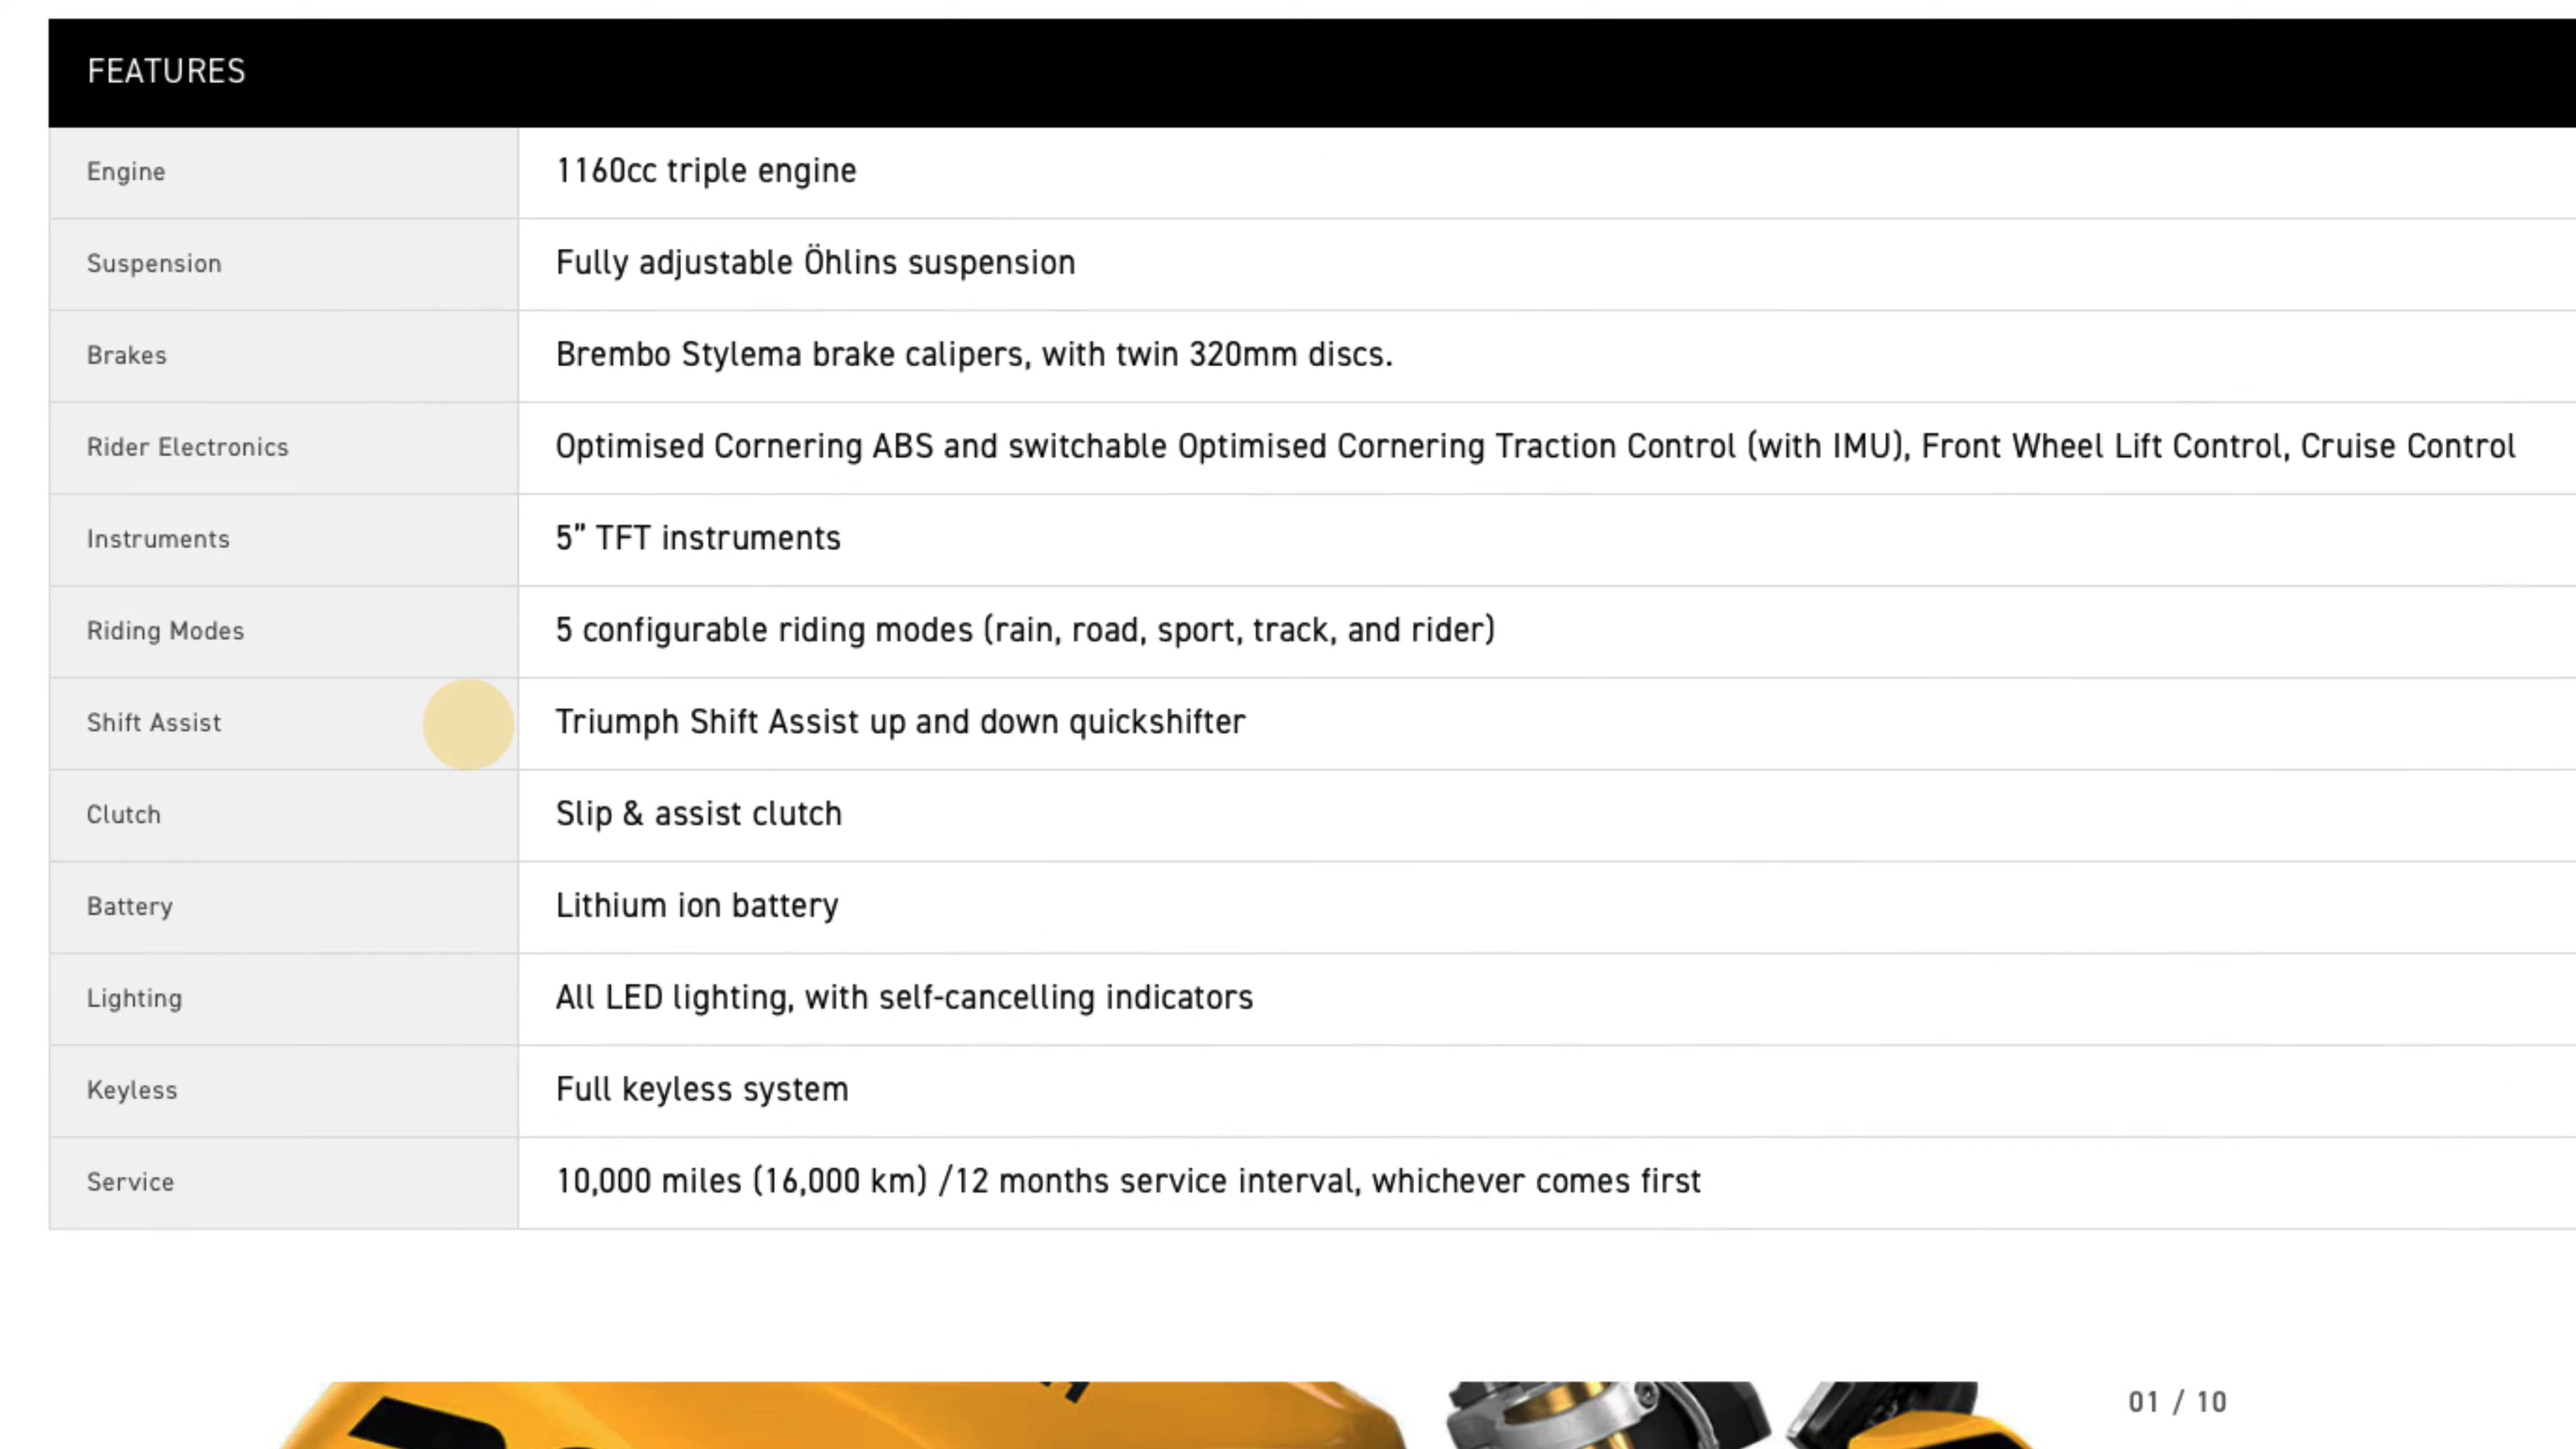 FEATURES
Engine
1160cc triple engine
Suspension
Fully adjustable Öhlins suspension
Brakes
Brembo Stylema brake calipers, with twin 320mm discs.
Rider Electronics
Optimised Cornering ABS and switchable Optimised Cornering Traction Control (with IMU), Front Wheel Lift Control, Cruise Control
Instruments
5” TFT instruments
Riding Modes
5 configurable riding modes (rain, road, sport, track, and rider)
Shift Assist
Triumph Shift Assist up and down quickshifter
Clutch
Slip & assist clutch
Battery
Lithium ion battery
Lighting
All LED lighting, with self-cancelling indicators
Keyless
Full keyless system
Service
10,000 miles (16,000 km) /12 months service interval, whichever comes first
01 / 10